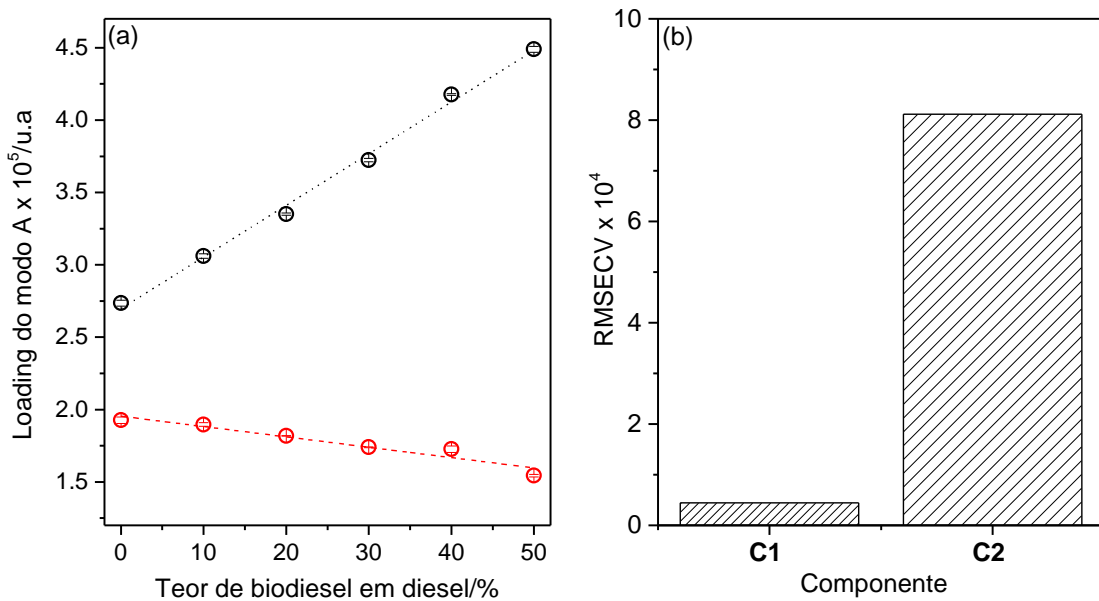 (a)
4.5
4.0
3.5
3.0
2.5
2.0
1.5
Loading do modo A x 10⁵/u.a
0 10 20 30 40 50
Teor de biodiesel em diesel/%
(b)
10
8
6
4
2
0
RMSECV x 10⁴
C1 C2
Componente